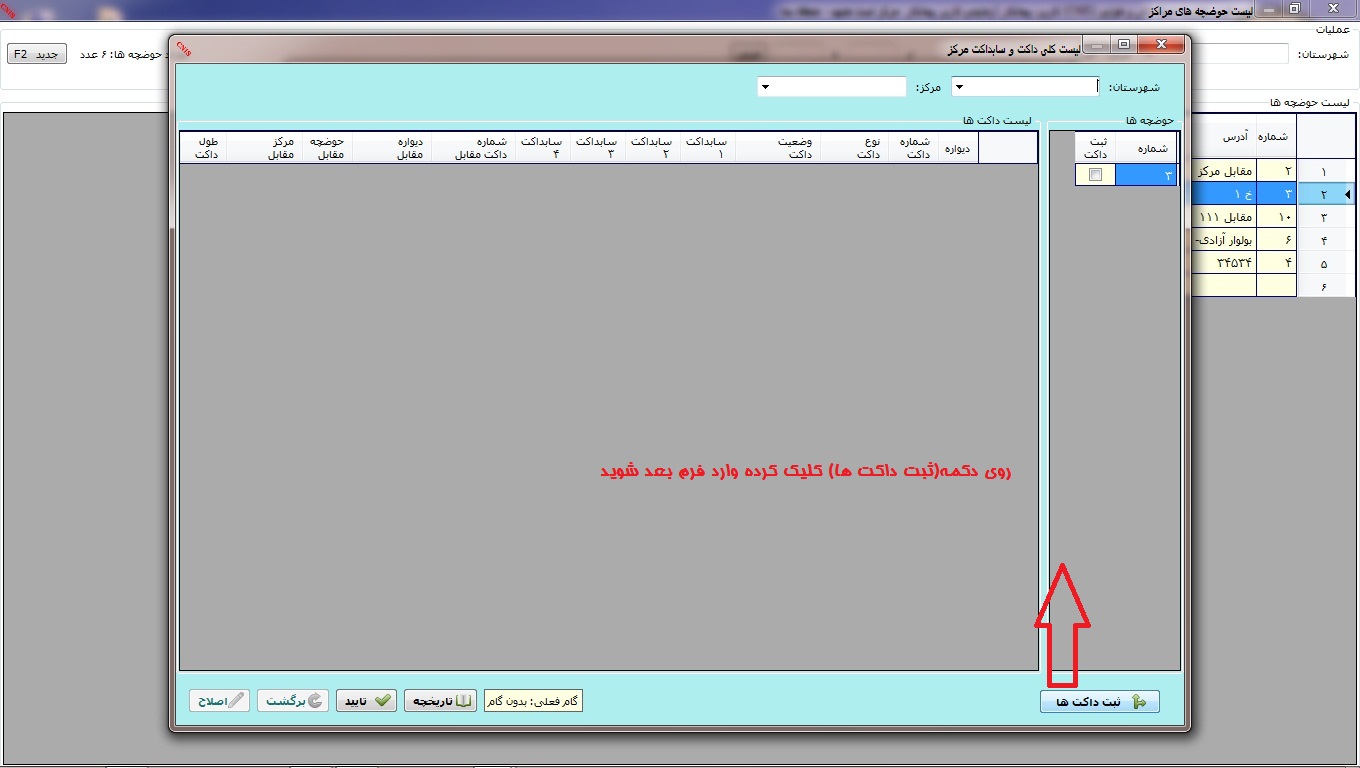 لیست حوضچه های مراکز
عملیات
شهرستان:
حوضچه ها: ۶ عدد
جدید F2
لیست حوضچه ها
شماره
آدرس
۱ ۲ مقابل مرکز
۲ ۳ خ ۱
۳ ۱۰ مقابل ۱۱۱
۴ ۶ بولوار آزادی-
۵ ۴ ۳۴۵۳۴
۶
CNIS
CNIS
لیست کلی داکت و سابداکت مرکز
شهرستان:
مرکز:
حوضچه ها
شماره
ثبت داکت
۳
لیست داکت ها
دیواره
شماره داکت
نوع داکت
وضعیت داکت
سابداکت ۱
سابداکت ۲
سابداکت ۳
سابداکت ۴
شماره داکت مقابل
دیواره مقابل
حوضچه مقابل
مرکز مقابل
طول داکت
روی دکمه(ثبت داکت ها) کلیک کرده وارد فرم بعد شوید
ثبت داکت ها
گام فعلی: بدون گام
تاریخچه
تایید
برگشت
اصلاح